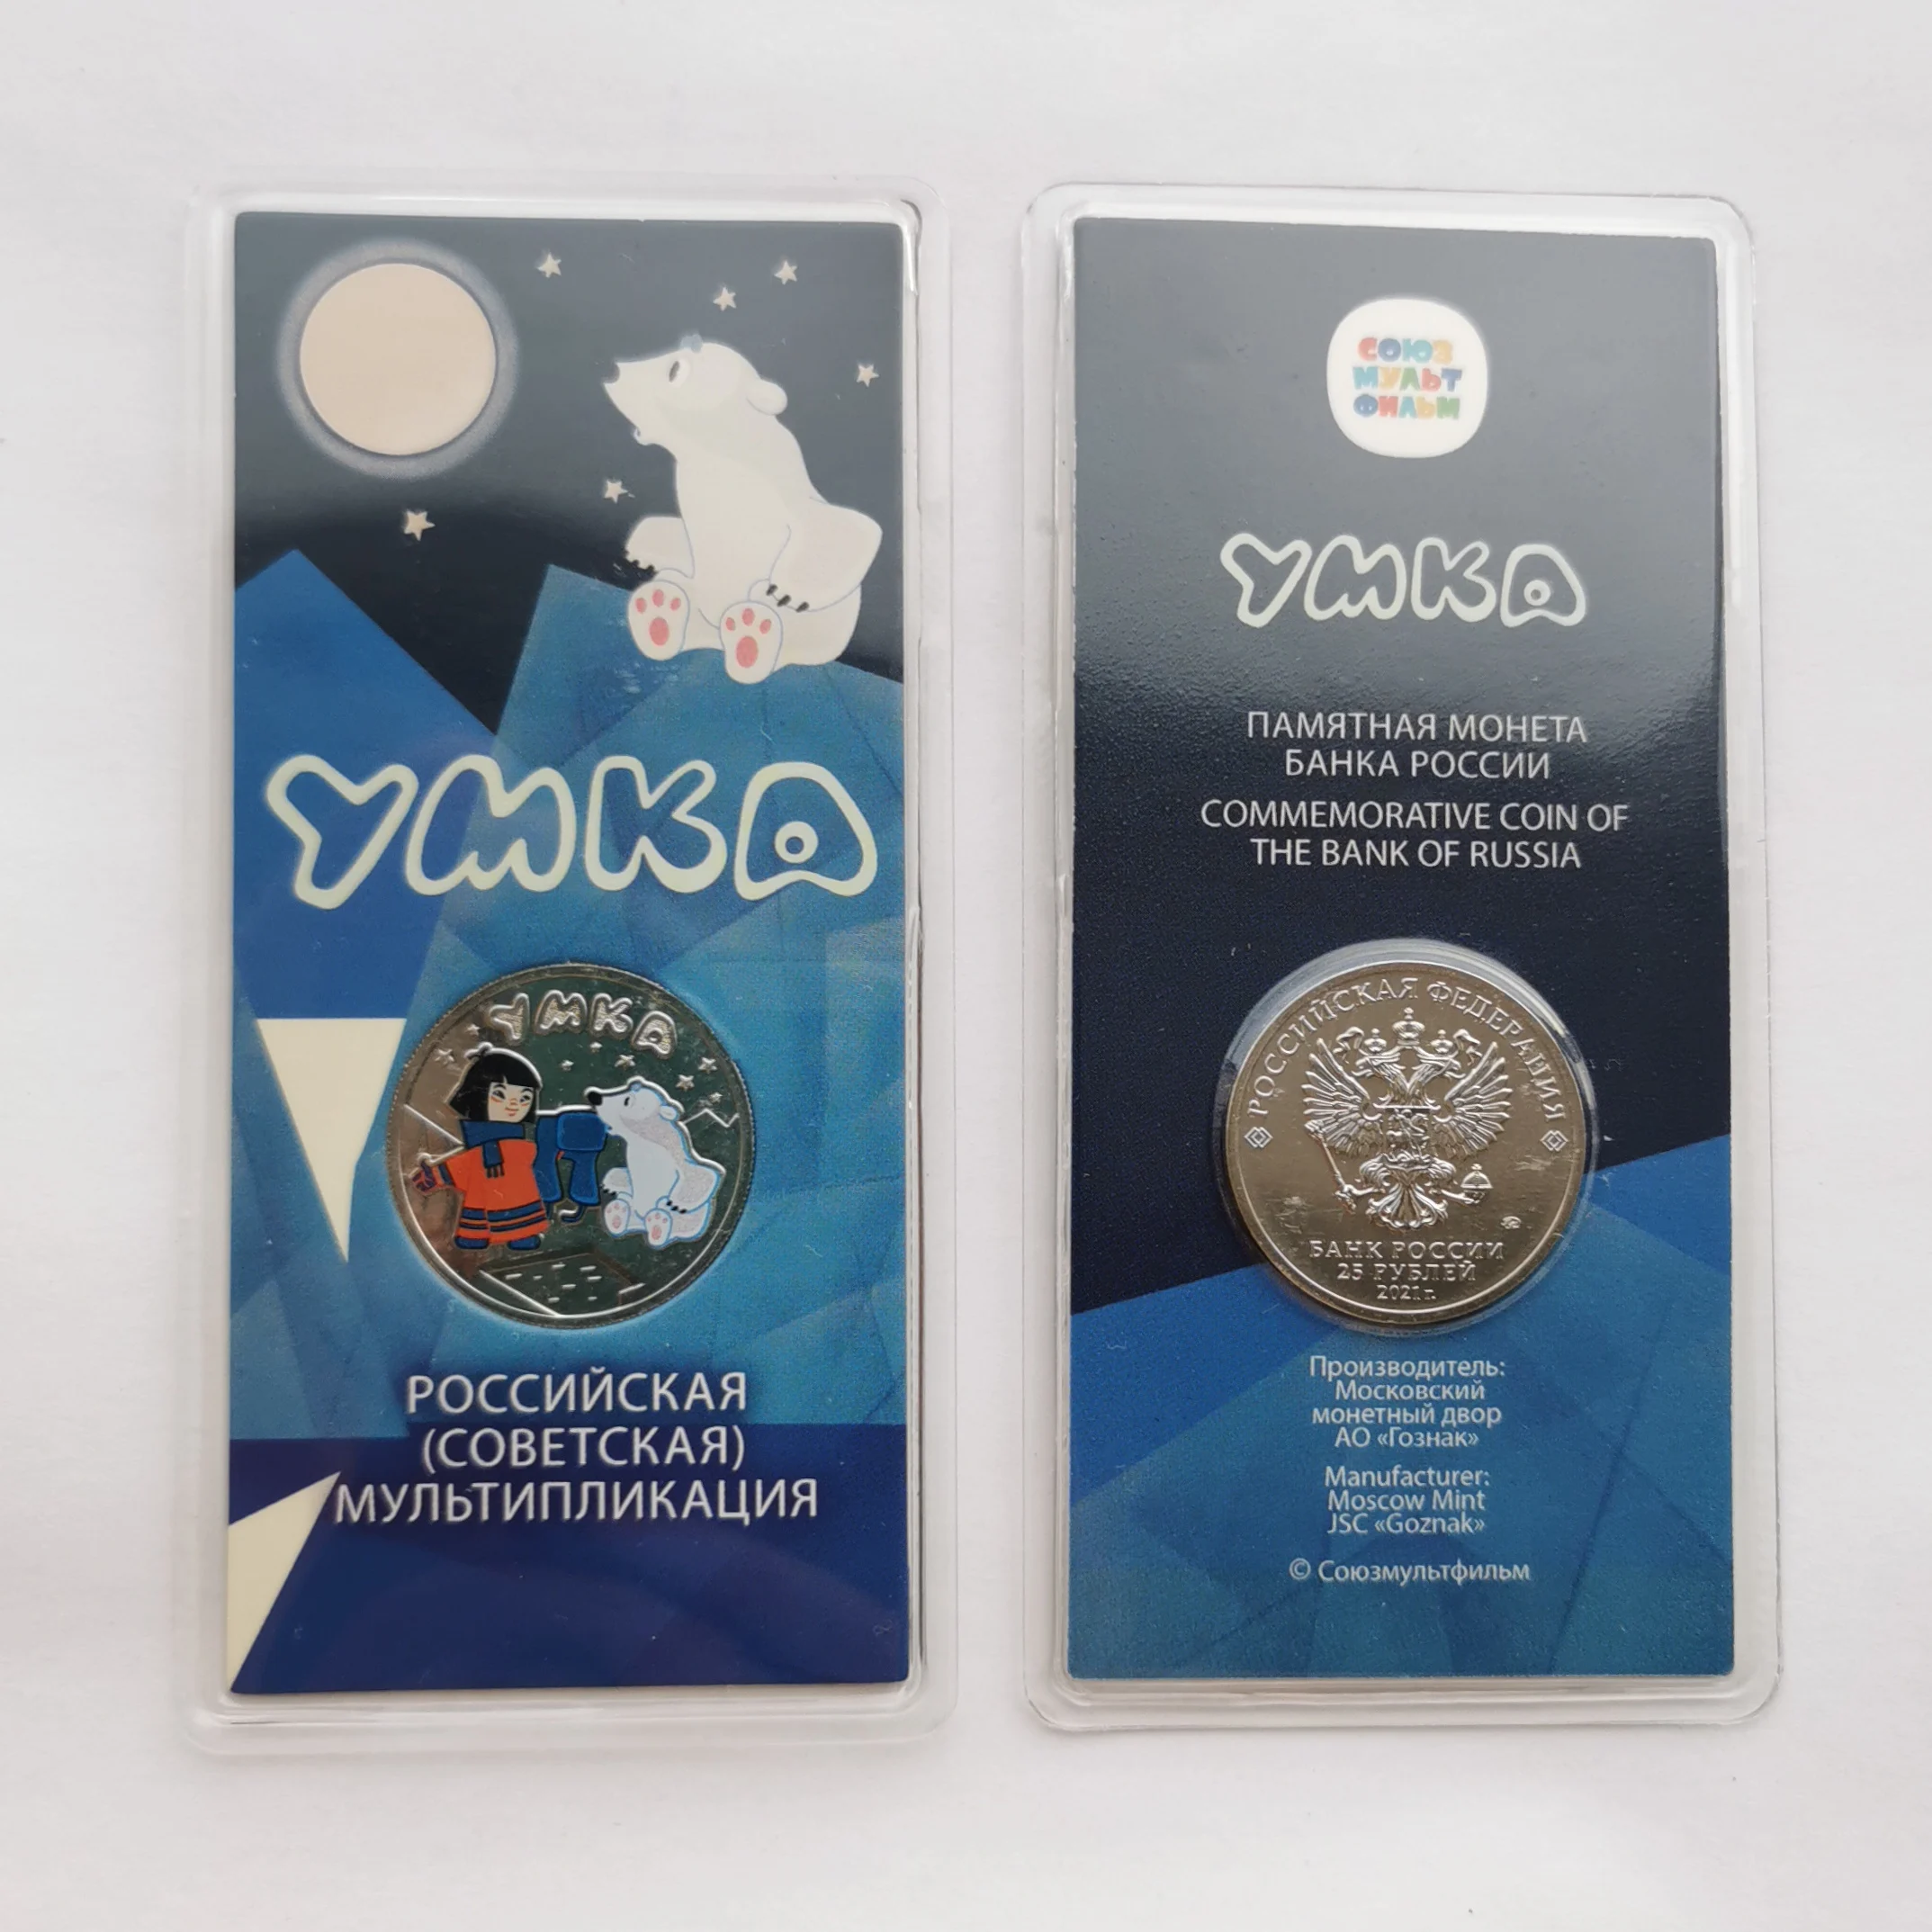 УМКА
УМКА
РОССИЙСКАЯ
(СОВЕТСКАЯ)
МУЛЬТИПЛИКАЦИЯ
СОЮЗ
МУЛЬТ
ФИЛЬМ
УМКА
ПАМЯТНАЯ МОНЕТА
БАНКА РОССИИ
COMMEMORATIVE COIN OF
THE BANK OF RUSSIA
РОССИЙСКАЯ ФЕДЕРАЦИЯ
БАНК РОССИИ
25 РУБЛЕЙ
2021 г.
Производитель:
Московский
монетный двор
АО «Гознак»
Manufacturer:
Moscow Mint
JSC «Goznak»
© Союзмультфильм